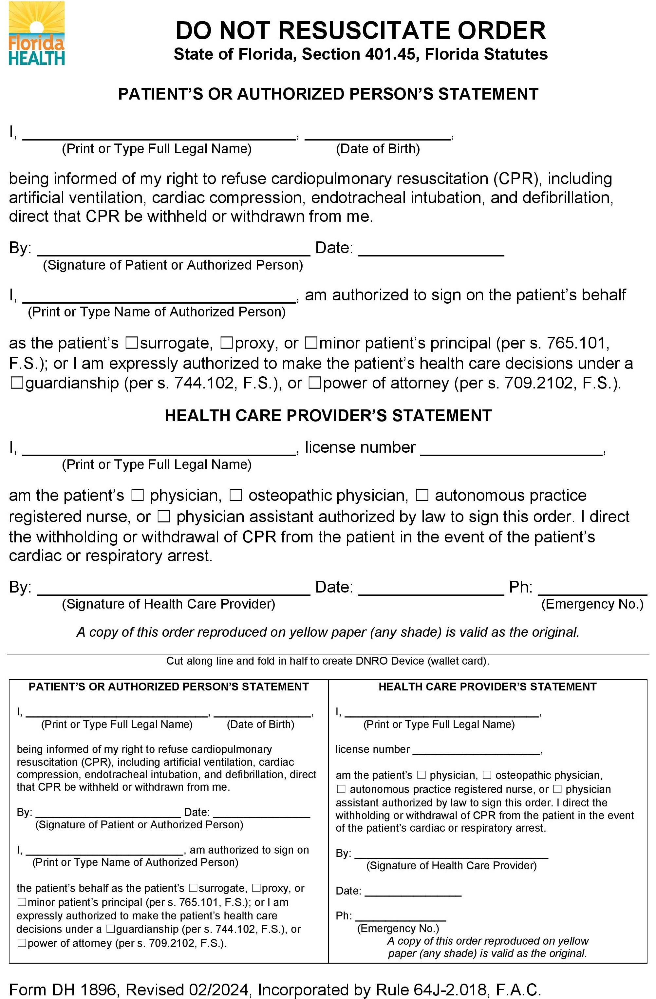 Florida
HEALTH
DO NOT RESUSCITATE ORDER
State of Florida, Section 401.45, Florida Statutes
PATIENT’S OR AUTHORIZED PERSON’S STATEMENT
I, ______________________________, ________________,
(Print or Type Full Legal Name) (Date of Birth)
being informed of my right to refuse cardiopulmonary resuscitation (CPR), including
artificial ventilation, cardiac compression, endotracheal intubation, and defibrillation,
direct that CPR be withheld or withdrawn from me.
By: ______________________________ Date: ________________
(Signature of Patient or Authorized Person)
I, ______________________________, am authorized to sign on the patient’s behalf
(Print or Type Name of Authorized Person)
as the patient’s ☐surrogate, ☐proxy, or ☐minor patient’s principal (per s. 765.101,
F.S.); or I am expressly authorized to make the patient’s health care decisions under a
☐guardianship (per s. 744.102, F.S.), or ☐power of attorney (per s. 709.2102, F.S.).
HEALTH CARE PROVIDER’S STATEMENT
I, ______________________________, license number ____________________,
(Print or Type Full Legal Name)
am the patient’s ☐ physician, ☐ osteopathic physician, ☐ autonomous practice
registered nurse, or ☐ physician assistant authorized by law to sign this order. I direct
the withholding or withdrawal of CPR from the patient in the event of the patient’s
cardiac or respiratory arrest.
By: ______________________________ Date: ________________ Ph: ____________
(Signature of Health Care Provider) (Emergency No.)
A copy of this order reproduced on yellow paper (any shade) is valid as the original.
Cut along line and fold in half to create DNRO Device (wallet card).
PATIENT’S OR AUTHORIZED PERSON’S STATEMENT
I, ______________________________, ________________,
(Print or Type Full Legal Name) (Date of Birth)
being informed of my right to refuse cardiopulmonary
resuscitation (CPR), including artificial ventilation, cardiac
compression, endotracheal intubation, and defibrillation, direct
that CPR be withheld or withdrawn from me.
By: ________________________ Date: ________________
(Signature of Patient or Authorized Person)
I, __________________________, am authorized to sign on
(Print or Type Name of Authorized Person)
the patient’s behalf as the patient’s ☐surrogate, ☐proxy, or
☐minor patient’s principal (per s. 765.101, F.S.); or I am
expressly authorized to make the patient’s health care
decisions under a ☐guardianship (per s. 744.102, F.S.), or
☐power of attorney (per s. 709.2102, F.S.).
HEALTH CARE PROVIDER’S STATEMENT
I, ________________________________,
(Print or Type Full Legal Name)
license number _____________________,
am the patient’s ☐ physician, ☐ osteopathic physician,
☐ autonomous practice registered nurse, or ☐ physician
assistant authorized by law to sign this order. I direct the
withholding or withdrawal of CPR from the patient in the event
of the patient’s cardiac or respiratory arrest.
By: ________________________________
(Signature of Health Care Provider)
Date: ________________
Ph: _______________
(Emergency No.)
A copy of this order reproduced on yellow
paper (any shade) is valid as the original.
Form DH 1896, Revised 02/2024, Incorporated by Rule 64J-2.018, F.A.C.